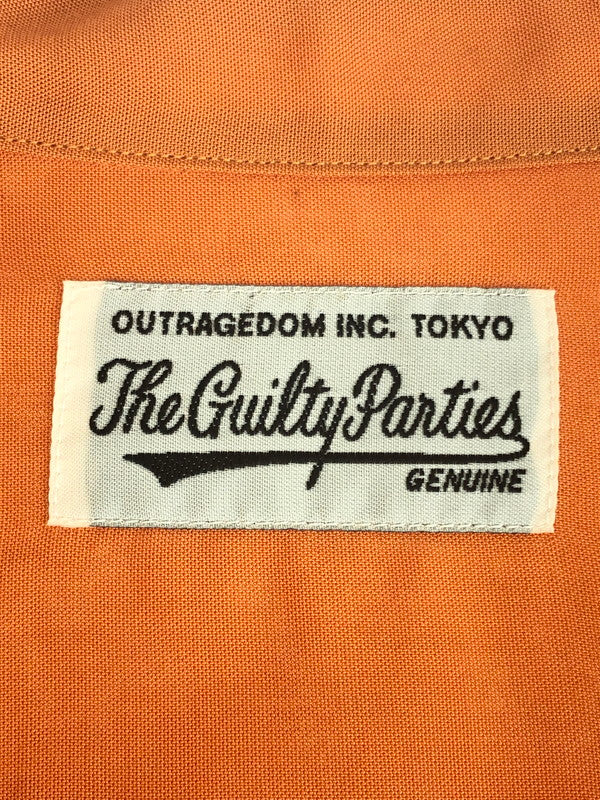 OUTRAGEDOM INC. TOKYO
The Guilty Parties
GENUINE